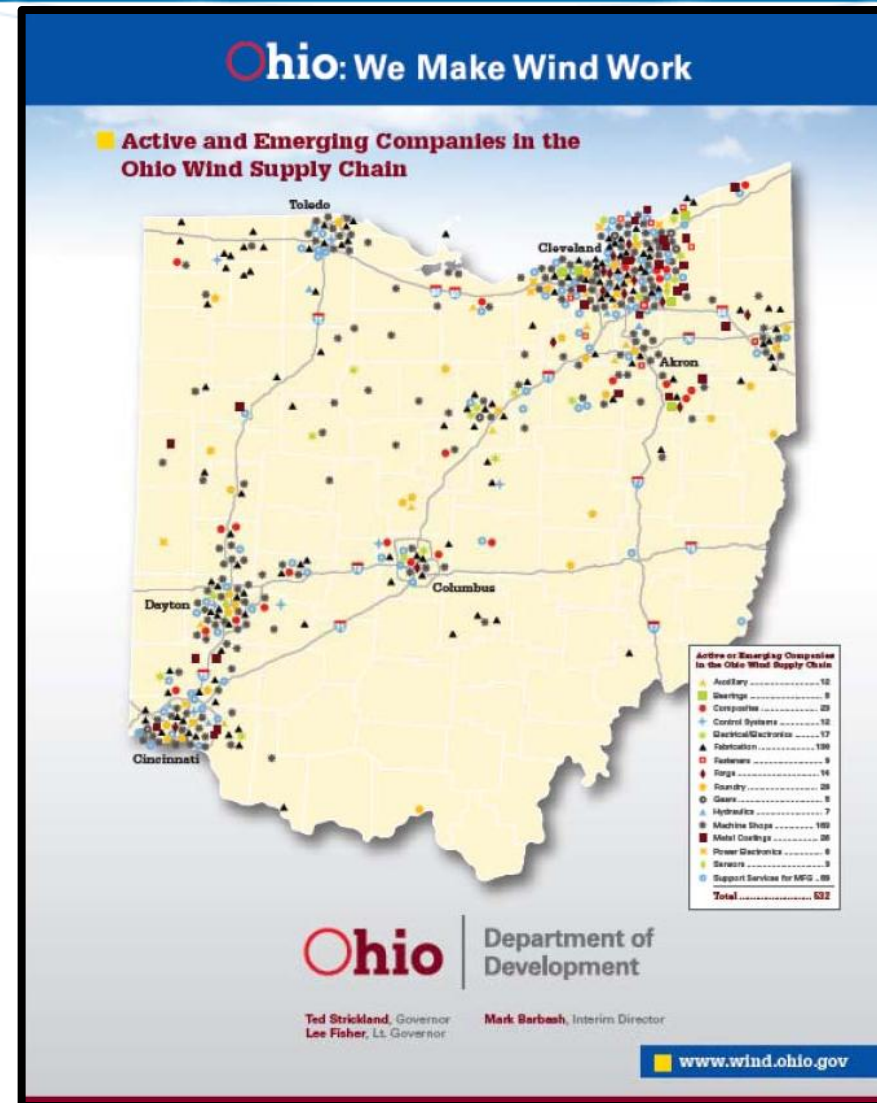 Ohio: We Make Wind Work
Active and Emerging Companies in the
Ohio Wind Supply Chain
Toledo
Cleveland
Akron
Columbus
Dayton
Cincinnati
Active or Emerging Companies
in the Ohio Wind Supply Chain
Auxiliary 12
Bearings
Composites 23
Control Systems 12
Electrical/Electronics 17
Fabrication
Fasteners
Forge 14
Foundry
Gears
Hydraulics 7
Machine Shops
Metal Coatings
Power Electronics
Sensors
Support Services for MFG
Total 532
Ohio
Department of
Development
Ted Strickland, Governor
Lee Fisher, Lt. Governor
Mark Barbash, Interim Director
www.wind.ohio.gov